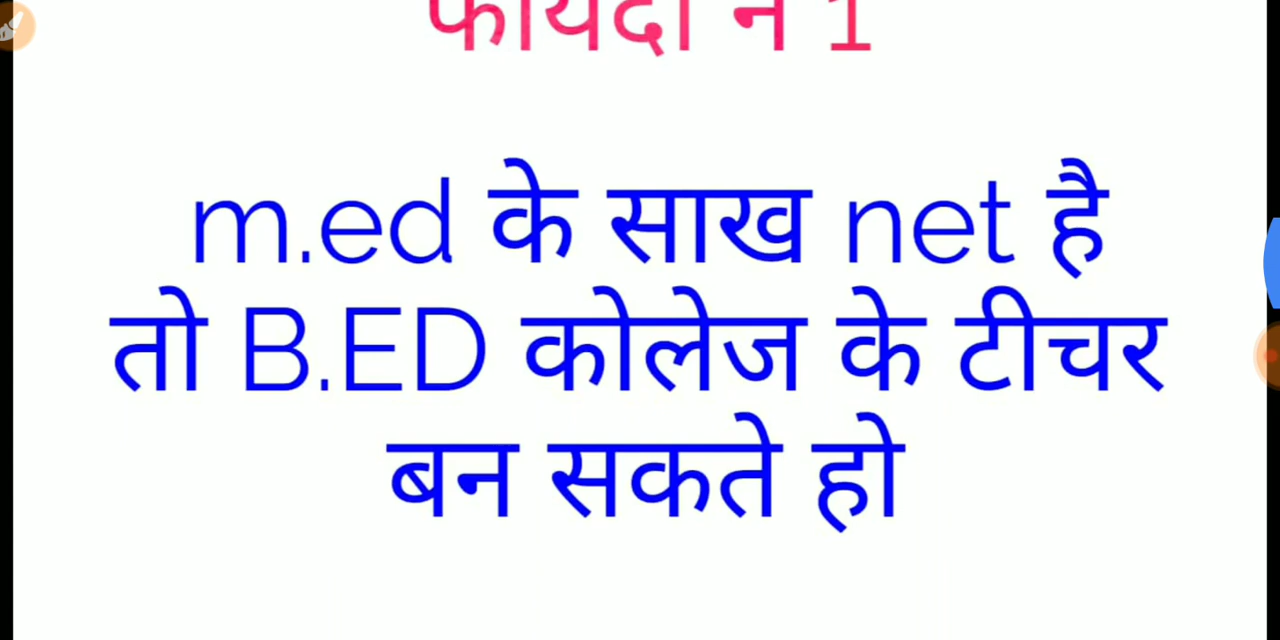 फायदा न 1
m.ed के साख net है
तो B.ED कोलेज के टीचर
बन सकते हो